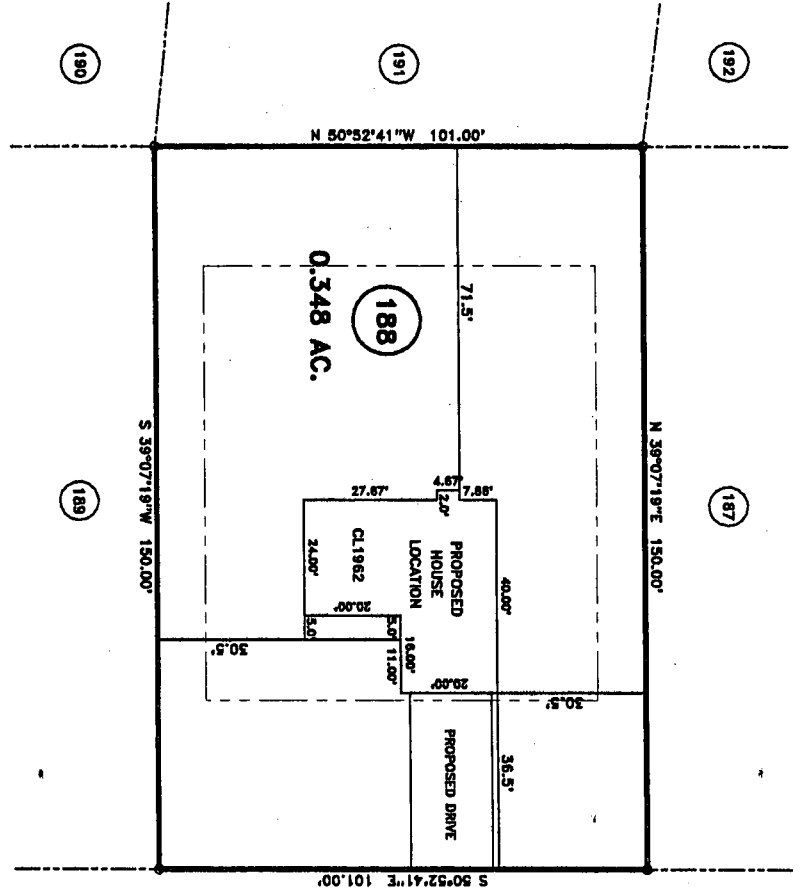 190
191
192
N 50°52'41"W 101.00'
71.5'
188
0.348 AC.
S 39°07'19"W 150.00'
N 39°07'19"E 150.00'
189
187
4.67'
7.66'
27.67'
2.0'
PROPOSED
HOUSE
LOCATION
CL1962
24.00'
40.00'
20.00'
5.0'
5.0'
16.00'
11.00'
30.5'
20.00'
30.5'
36.5'
PROPOSED DRIVE
S 50°52'41"E 101.00'